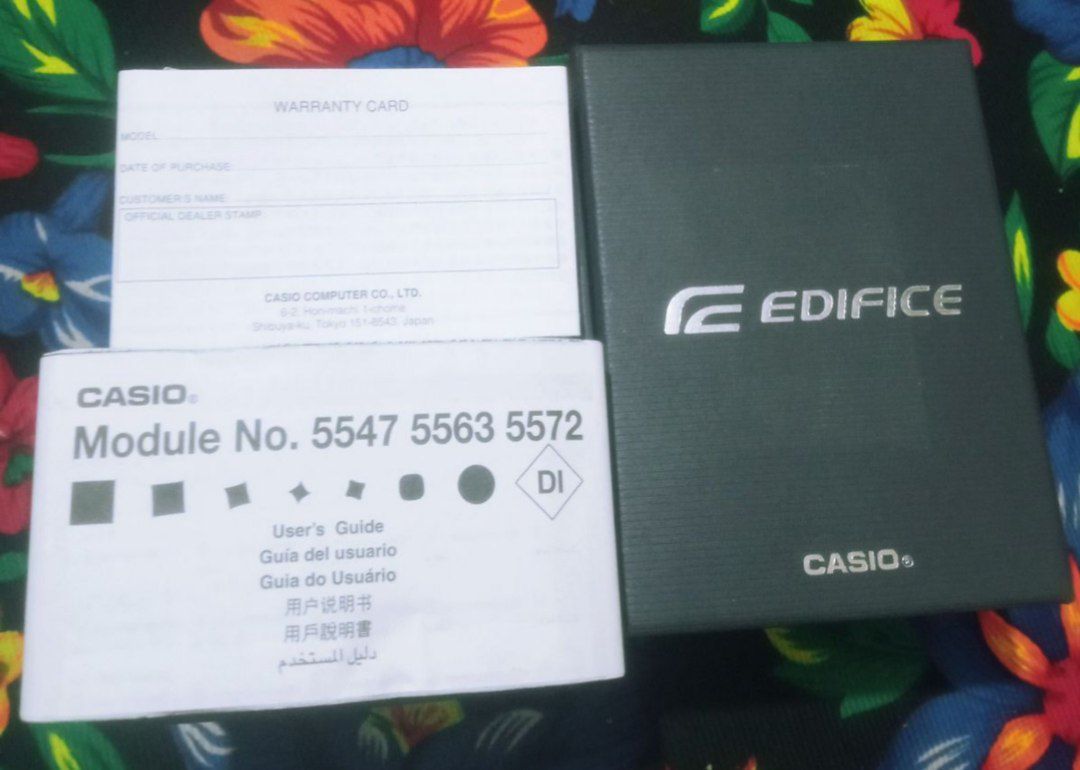 WARRANTY CARD
MODEL
DATE OF PURCHASE:
CUSTOMER'S NAME
OFFICIAL DEALER STAMP
CASIO COMPUTER CO., LTD.
6-2, Hon-machi 1-chome
Shibuya-ku, Tokyo 151-8543, Japan
CASIO®
Module No. 5547 5563 5572
DI
User's Guide
Guía del usuario
Guia do Usuário
用户说明书
用戶說明書
دليل المستخدم
EDIFICE
CASIO®